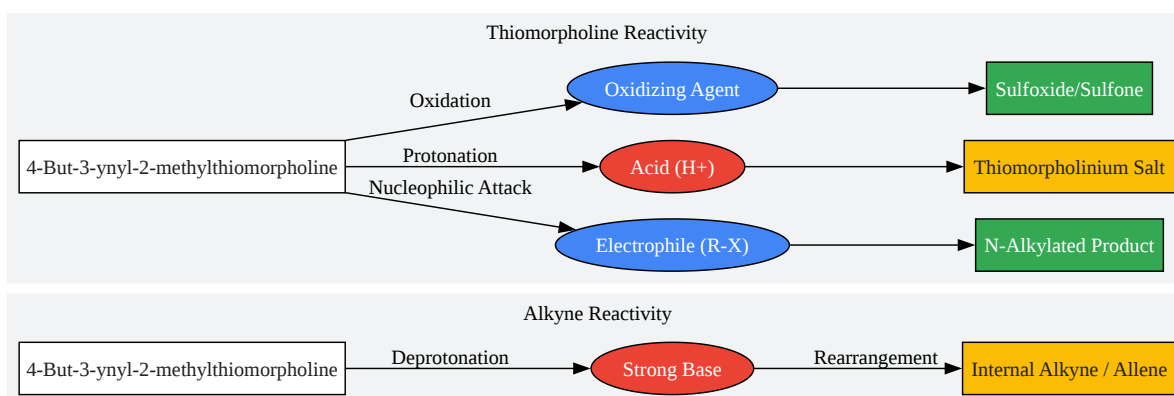 Thiomorpholine Reactivity
Oxidation
Oxidizing Agent
Sulfoxide/Sulfone
4-But-3-ynyl-2-methylthiomorpholine
Protonation
Acid (H+)
Thiomorpholinium Salt
Nucleophilic Attack
Electrophile (R-X)
N-Alkylated Product
Alkyne Reactivity
4-But-3-ynyl-2-methylthiomorpholine
Deprotonation
Strong Base
Rearrangement
Internal Alkyne / Allene